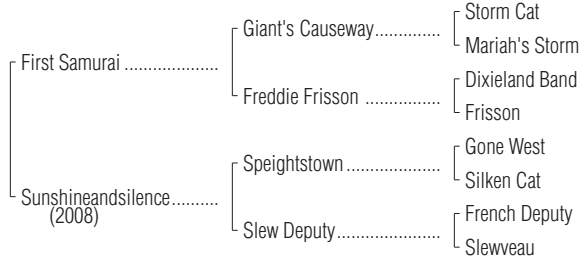 Storm Cat
Giant's Causeway..............
Mariah's Storm
First Samurai ....................
Dixieland Band
Freddie Frisson ................
Frisson
Gone West
Speightstown ....................
Silken Cat
Sunshineandsilence..........
(2008)
French Deputy
Slew Deputy......................
Slewveau